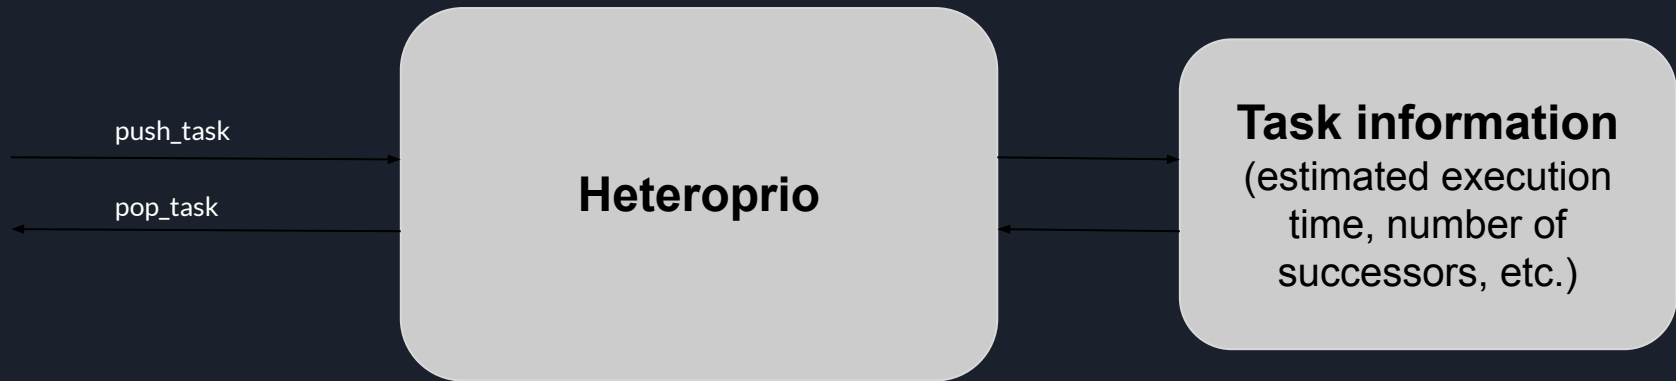 push_task
pop_task
Heteroprio
Task information
(estimated execution
time, number of
successors, etc.)